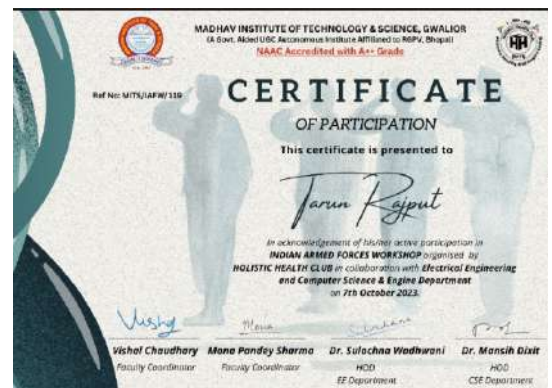 MADHAV INSTITUTE OF TECHNOLOGY & SCIENCE, GWALIOR
(A Govt. Aided UGC Autonomous Institute Affiliated to RGPV, Bhopal)
NAAC Accredited with A++ Grade
Ref No: MITS/IAFW/119
CERTIFICATE
OF PARTICIPATION
This certificate is presented to
Tarun Rajput
In acknowledgement of his/her active participation in
INDIAN ARMED FORCES WORKSHOP organised by
HOLISTIC HEALTH CLUB in collaboration with Electrical Engineering
and Computer Science & Engine Department
on 7th October 2023.
Vishal Chaudhary Mona Pandey Sharma Dr. Sulochna Wadhwani Dr. Mansih Dixit
Faculty Coordinator Faculty Coordinator HOD HOD
EE Department CSE Department